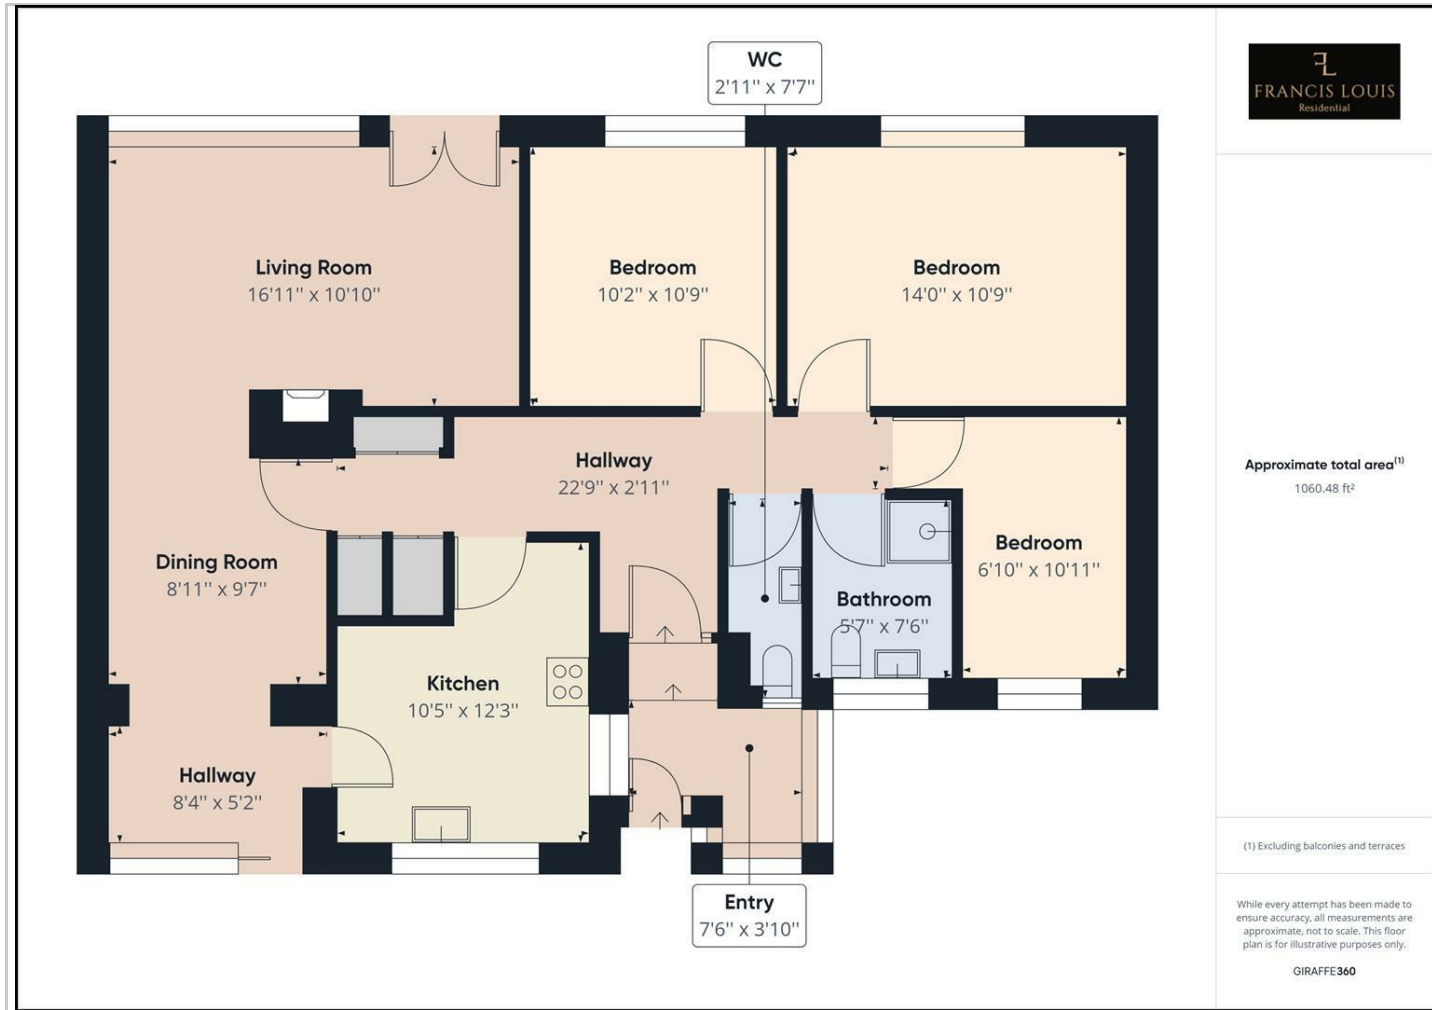 WC
2'11'' x 7'7''
Living Room
16'11'' x 10'10''
Bedroom
10'2'' x 10'9''
Bedroom
14'0'' x 10'9''
Hallway
22'9'' x 2'11''
Dining Room
8'11'' x 9'7''
Bedroom
6'10'' x 10'11''
Bathroom
5'7'' x 7'6''
Kitchen
10'5'' x 12'3''
Hallway
8'4'' x 5'2''
Entry
7'6'' x 3'10''
FL
FRANCIS LOUIS
Residential
Approximate total area(1)
1060.48 ft²
(1) Excluding balconies and terraces
While every attempt has been made to
ensure accuracy, all measurements are
approximate, not to scale. This floor
plan is for illustrative purposes only.
GIRAFFE360